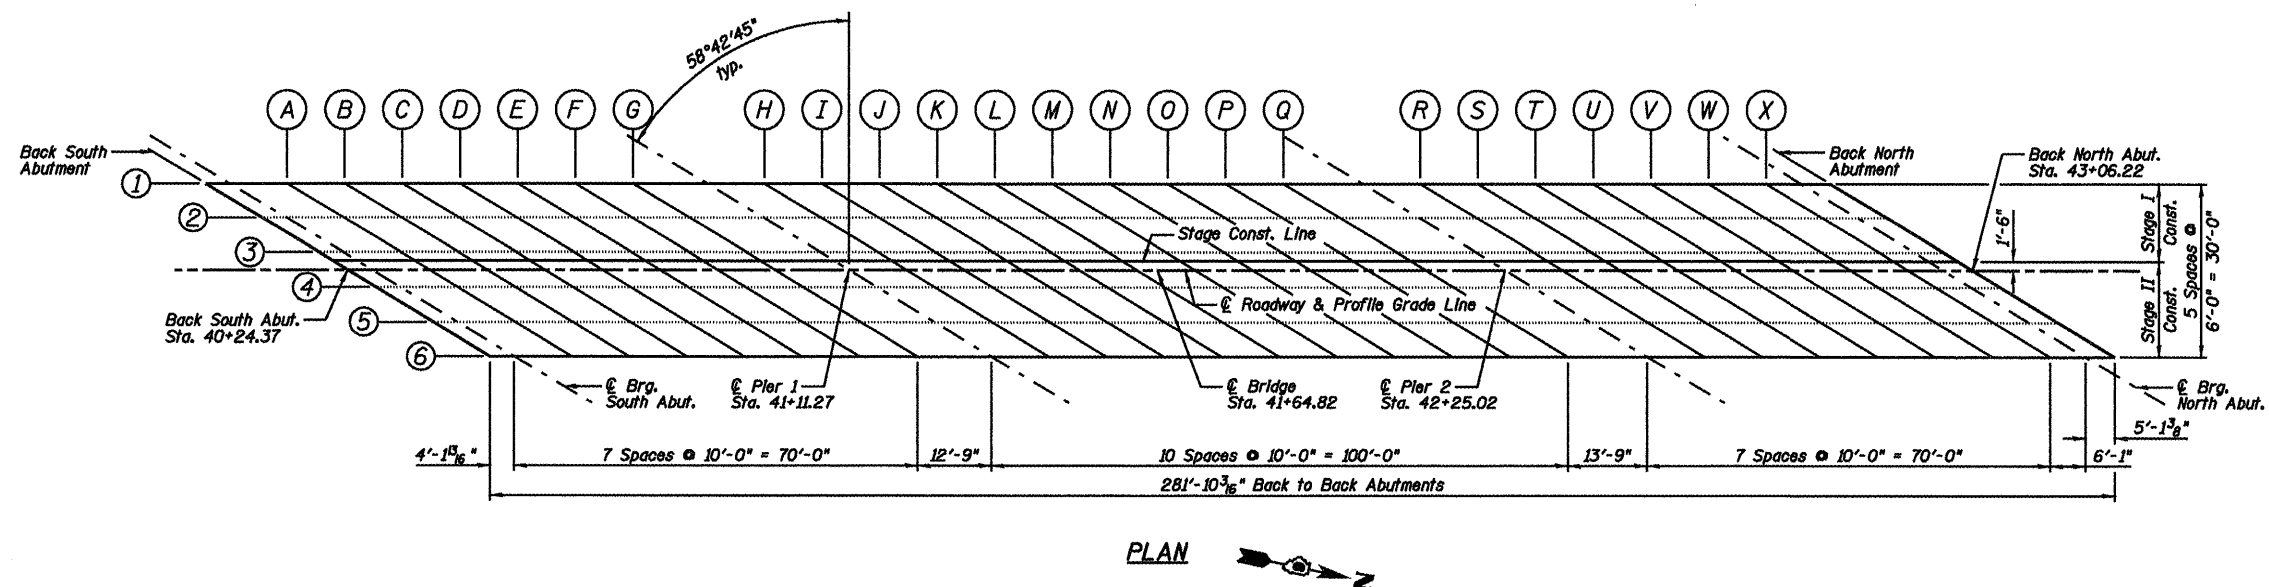 58°42'45"
typ.
A B C D E F G H I J K L M N O P Q R S T U V W X
Back South
Abutment
Back North
Abutment
Back North Abut.
Sta. 43+06.22
1
2
3
4
5
6
Stage Const. Line
1'-6"
Stage I
Const.
Stage II
Const.
5 Spaces @
6'-0" = 30'-0"
℄ Roadway & Profile Grade Line
Back South Abut.
Sta. 40+24.37
℄ Brg.
South Abut.
℄ Pier 1
Sta. 41+11.27
℄ Bridge
Sta. 41+64.82
℄ Pier 2
Sta. 42+25.02
℄ Brg.
North Abut.
5'-1 3/8"
4'-1 13/16"
7 Spaces @ 10'-0" = 70'-0"
12'-9"
10 Spaces @ 10'-0" = 100'-0"
13'-9"
7 Spaces @ 10'-0" = 70'-0"
6'-1"
281'-10 3/16" Back to Back Abutments
PLAN
N